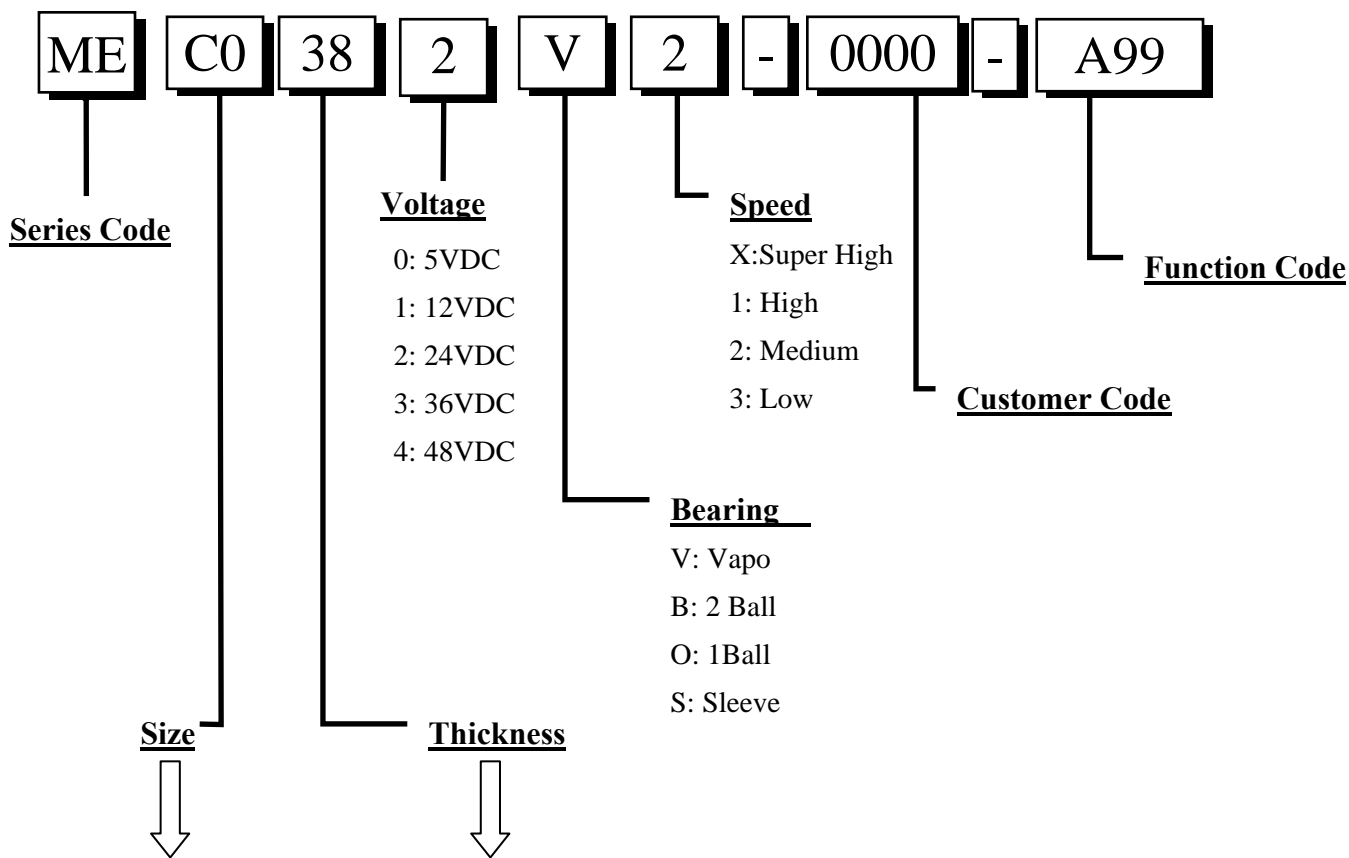 ME C0 38 2 V 2 - 0000 - A99
Series Code
Voltage
0: 5VDC
1: 12VDC
2: 24VDC
3: 36VDC
4: 48VDC
Speed
X:Super High
1: High
2: Medium
3: Low
Function Code
Customer Code
Bearing
V: Vapo
B: 2 Ball
O: 1Ball
S: Sleeve
Size
Thickness